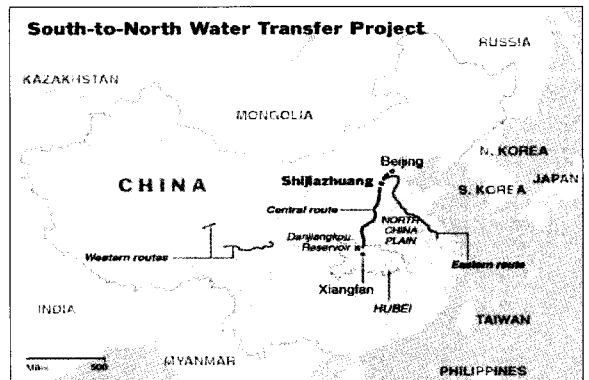 South-to-North Water Transfer Project
RUSSIA
KAZAKHSTAN
MONGOLIA
Beijing
N. KOREA
CHINA
Shijiazhuang
S. KOREA
JAPAN
Central route
NORTH
CHINA
PLAIN
Danjiangkou
Reservoir
Western routes
Eastern route
Xiangfan
HUBEI
INDIA
TAIWAN
MYANMAR
Miles
500
PHILIPPINES